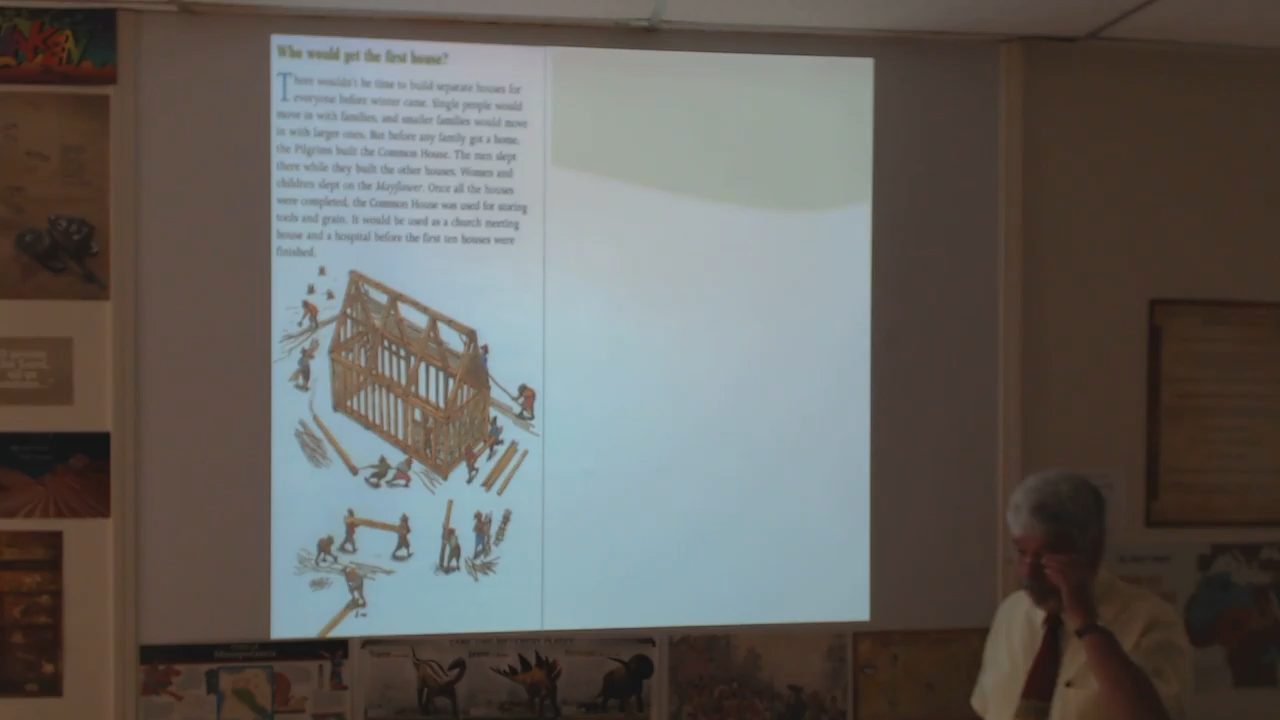 Who would get the first house?
There wouldn't be time to build separate houses for
everyone before winter came. Single people would
move in with families, and smaller families would move
in with larger ones. But before any family got a home,
the Pilgrims built the Common House. The men slept
there while they built the other houses. Women and
children slept on the Mayflower. Once all the houses
were completed, the Common House was used for storing
tools and grain. It would be used as a church meeting
house and a hospital before the first ten houses were
finished.
Mesopotamia